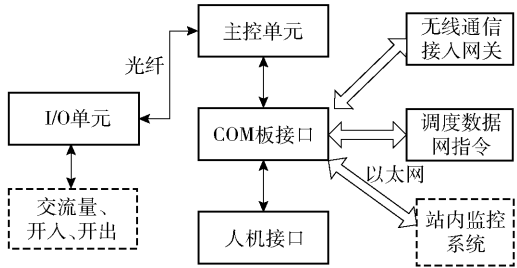 主控单元
无线通信
接入网关
光纤
I/O单元
COM板接口
调度数据
网指令
以太网
交流量、
开入、开出
人机接口
站内监控
系统